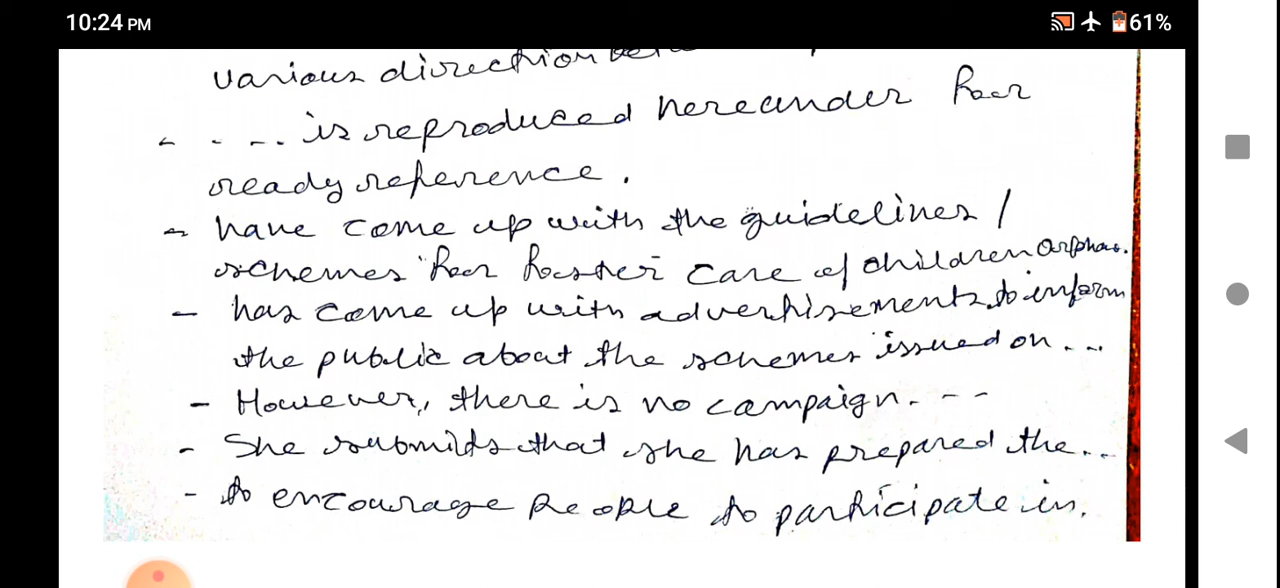 10:24 PM
61%
various direction
- .... is reproduced hereunder for
ready reference.
- have come up with the guidelines /
schemes for foster care of children orphas.
- has come up with advertisements to inform
the public about the schemes issued on ...
- However, there is no campaign. - -
- She submits that she has prepared the...
- to encourage people to participate in.